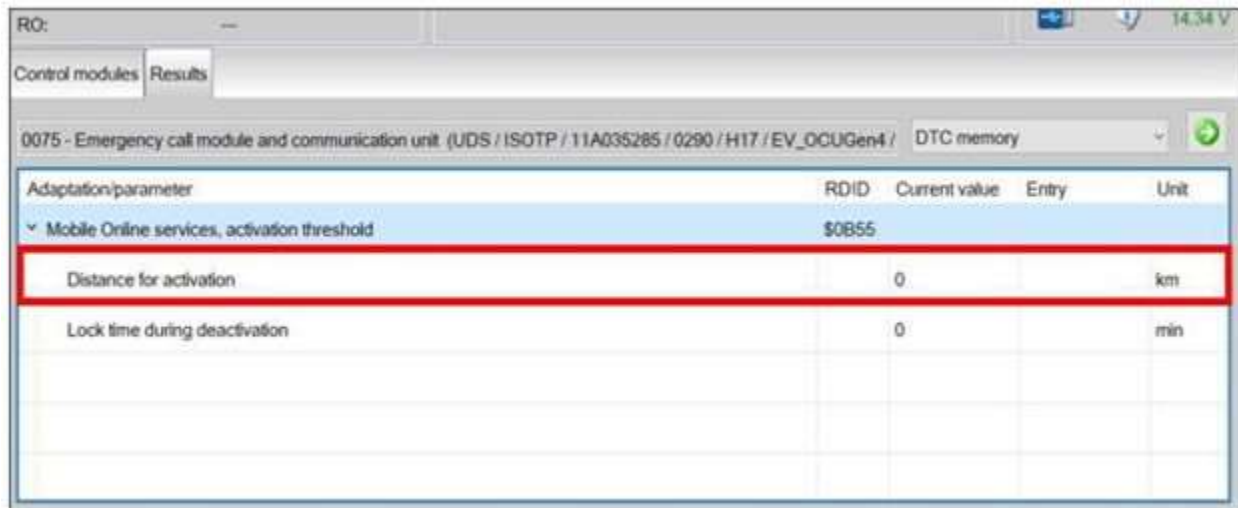 RO: ---
14.34 V
Control modules Results
0075 - Emergency call module and communication unit (UDS / ISOTP / 11A035285 / 0290 / H17 / EV_OCUGen4 / DTC memory
Adaptation/parameter RDID Current value Entry Unit
Mobile Online services, activation threshold $0B55
Distance for activation 0 km
Lock time during deactivation 0 min